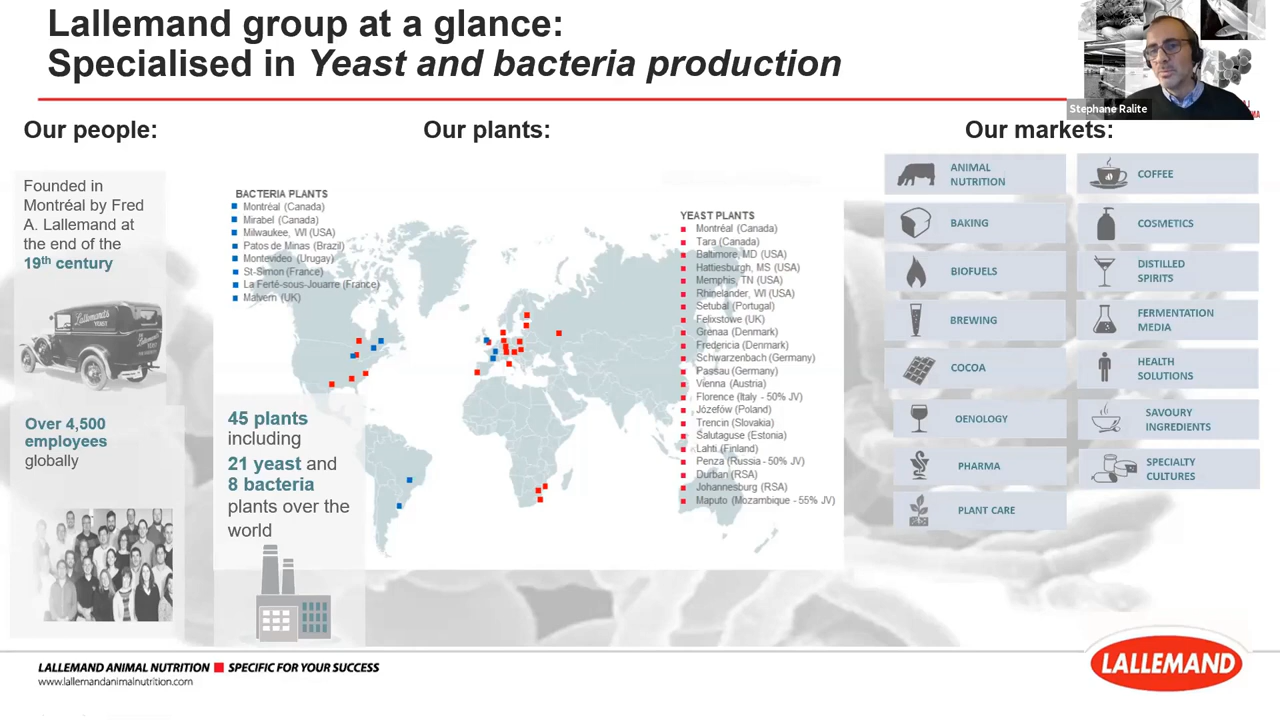 Lallemand group at a glance:
Specialised in Yeast and bacteria production
Stephane Ralite
Our people:
Our plants:
Our markets:
Founded in
Montréal by Fred
A. Lallemand at
the end of the
19th century
Lallemand's
YEAST
Over 4,500
employees
globally
BACTERIA PLANTS
Montréal (Canada)
Mirabel (Canada)
Milwaukee, WI (USA)
Patos de Minas (Brazil)
Montevideo (Urugay)
St-Simon (France)
La Ferté-sous-Jouarre (France)
Malvern (UK)
45 plants
including
21 yeast and
8 bacteria
plants over the
world
YEAST PLANTS
Montréal (Canada)
Tara (Canada)
Baltimore, MD (USA)
Hattiesburgh, MS (USA)
Memphis, TN (USA)
Rhinelander, WI (USA)
Setubal (Portugal)
Felixstowe (UK)
Grenaa (Denmark)
Fredericia (Denmark)
Schwarzenbach (Germany)
Passau (Germany)
Vienna (Austria)
Florence (Italy - 50% JV)
Józefów (Poland)
Trencin (Slovakia)
Salutaguse (Estonia)
Lahti (Finland)
Penza (Russia - 50% JV)
Durban (RSA)
Johannesburg (RSA)
Maputo (Mozambique - 55% JV)
ANIMAL
NUTRITION
BAKING
BIOFUELS
BREWING
COCOA
OENOLOGY
PHARMA
PLANT CARE
COFFEE
COSMETICS
DISTILLED
SPIRITS
FERMENTATION
MEDIA
HEALTH
SOLUTIONS
SAVOURY
INGREDIENTS
SPECIALTY
CULTURES
LALLEMAND ANIMAL NUTRITION SPECIFIC FOR YOUR SUCCESS
www.lallemandanimalnutrition.com
LALLEMAND